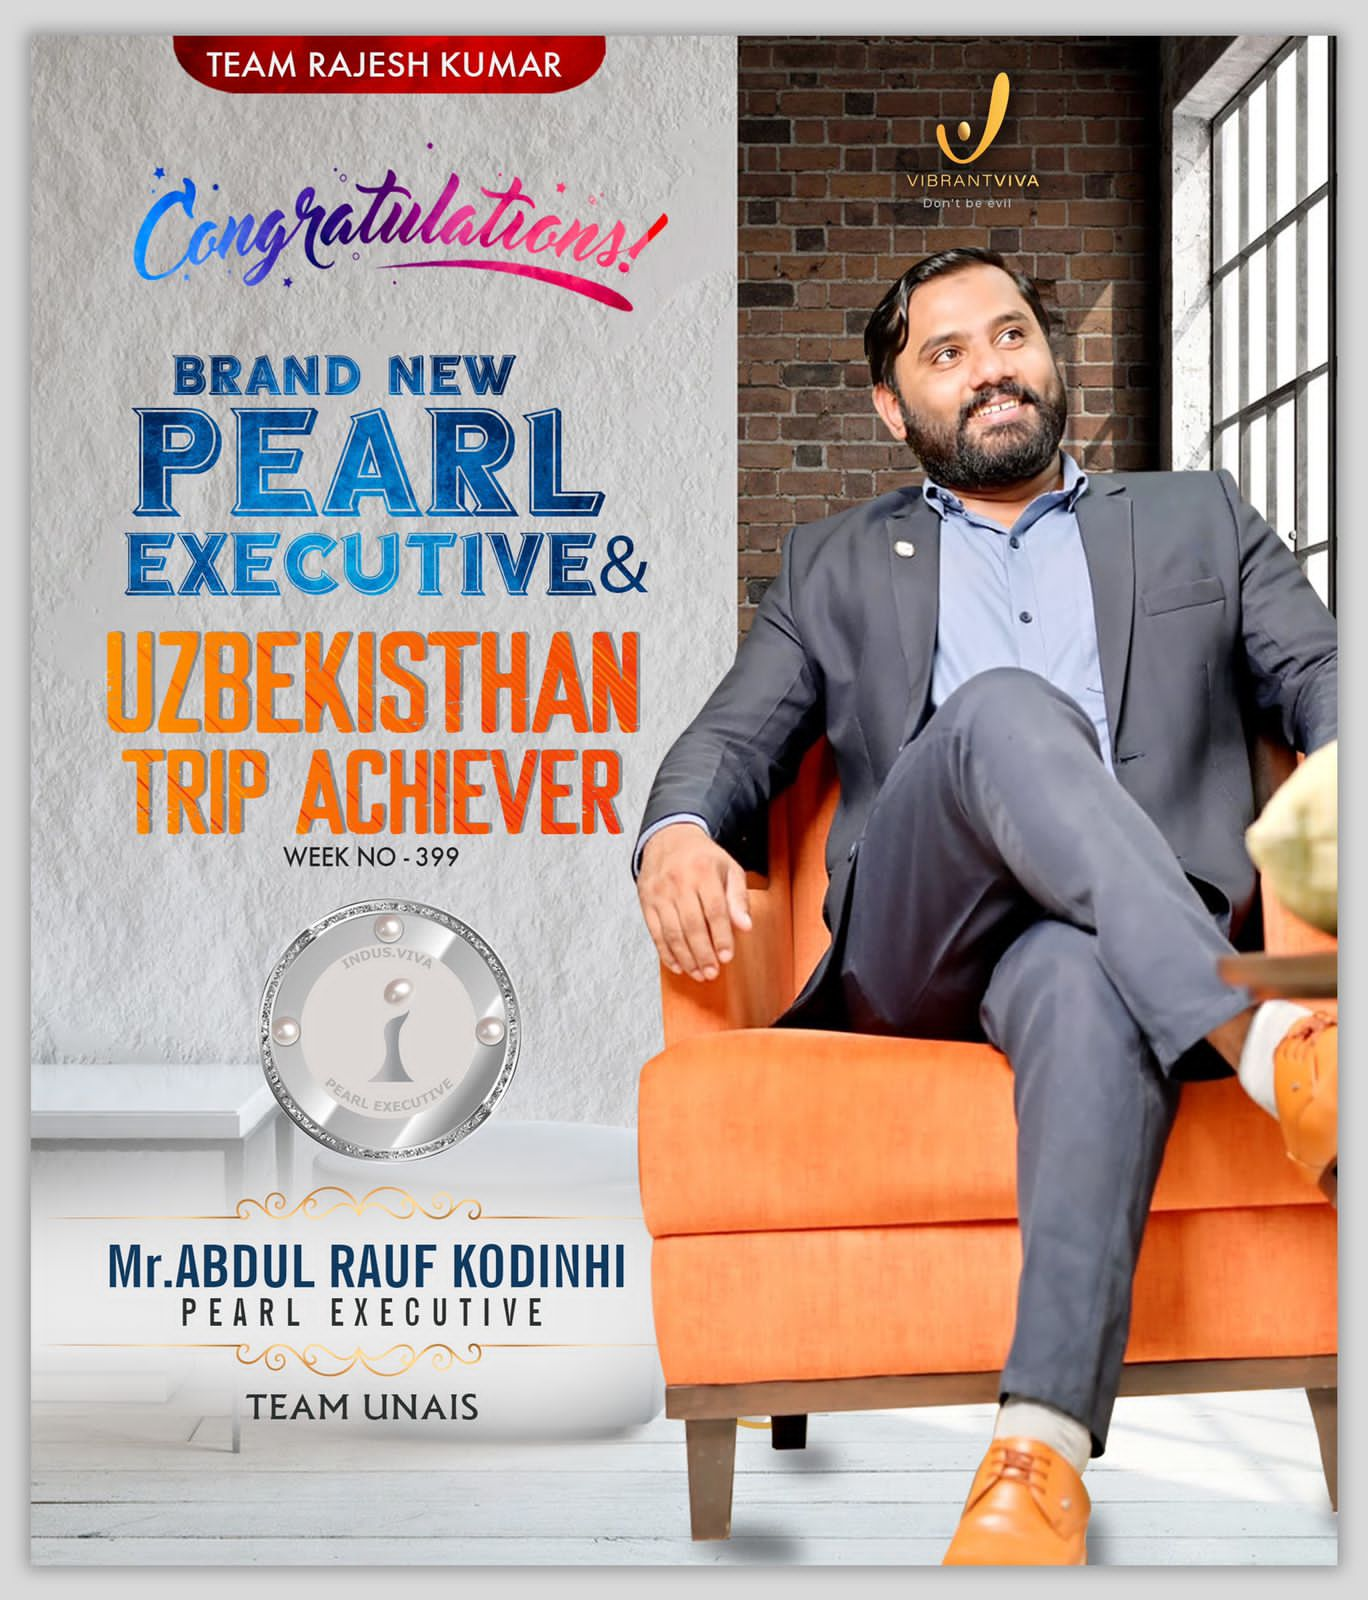 TEAM RAJESH KUMAR
VIBRANTVIVA
Don't be evil
Congratulations!
BRAND NEW
PEARL
EXECUTIVE&
UZBEKISTHAN
TRIP ACHIEVER
WEEK NO - 399
INDUS.VIVA
i
PEARL EXECUTIVE
Mr.ABDUL RAUF KODINHI
PEARL EXECUTIVE
TEAM UNAIS